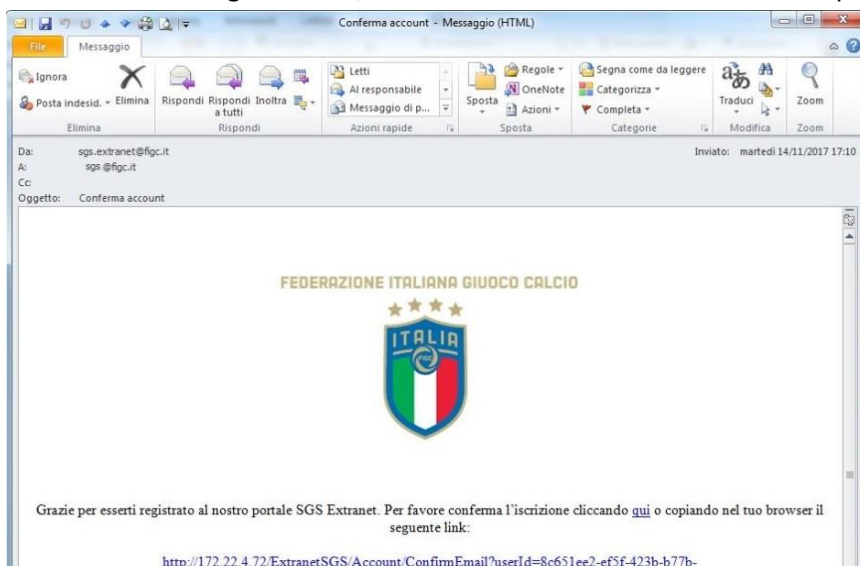 Conferma account - Messaggio (HTML)
File Messaggio
Ignora
Posta indesid.
Elimina
Elimina
Rispondi
Rispondi a tutti
Inoltra
Rispondi
Letti
Al responsabile
Messaggio di p...
Azioni rapide
Sposta
Regole
OneNote
Azioni
Sposta
Segna come da leggere
Categorizza
Completa
Categorie
Traduci
Modifica
Zoom
Zoom
Da: sgs.extranet@figc.it
Inviato: martedì 14/11/2017 17:10
A: sgs @figc.it
Cc:
Oggetto: Conferma account
FEDERAZIONE ITALIANA GIUOCO CALCIO
ITALIA
FIGC
Grazie per esserti registrato al nostro portale SGS Extranet. Per favore conferma l'iscrizione cliccando qui o copiando nel tuo browser il
seguente link:
http://172.22.4.72/ExtranetSGS/Account/ConfirmEmail?userId=8c651ee2-ef5f-423b-b77b-